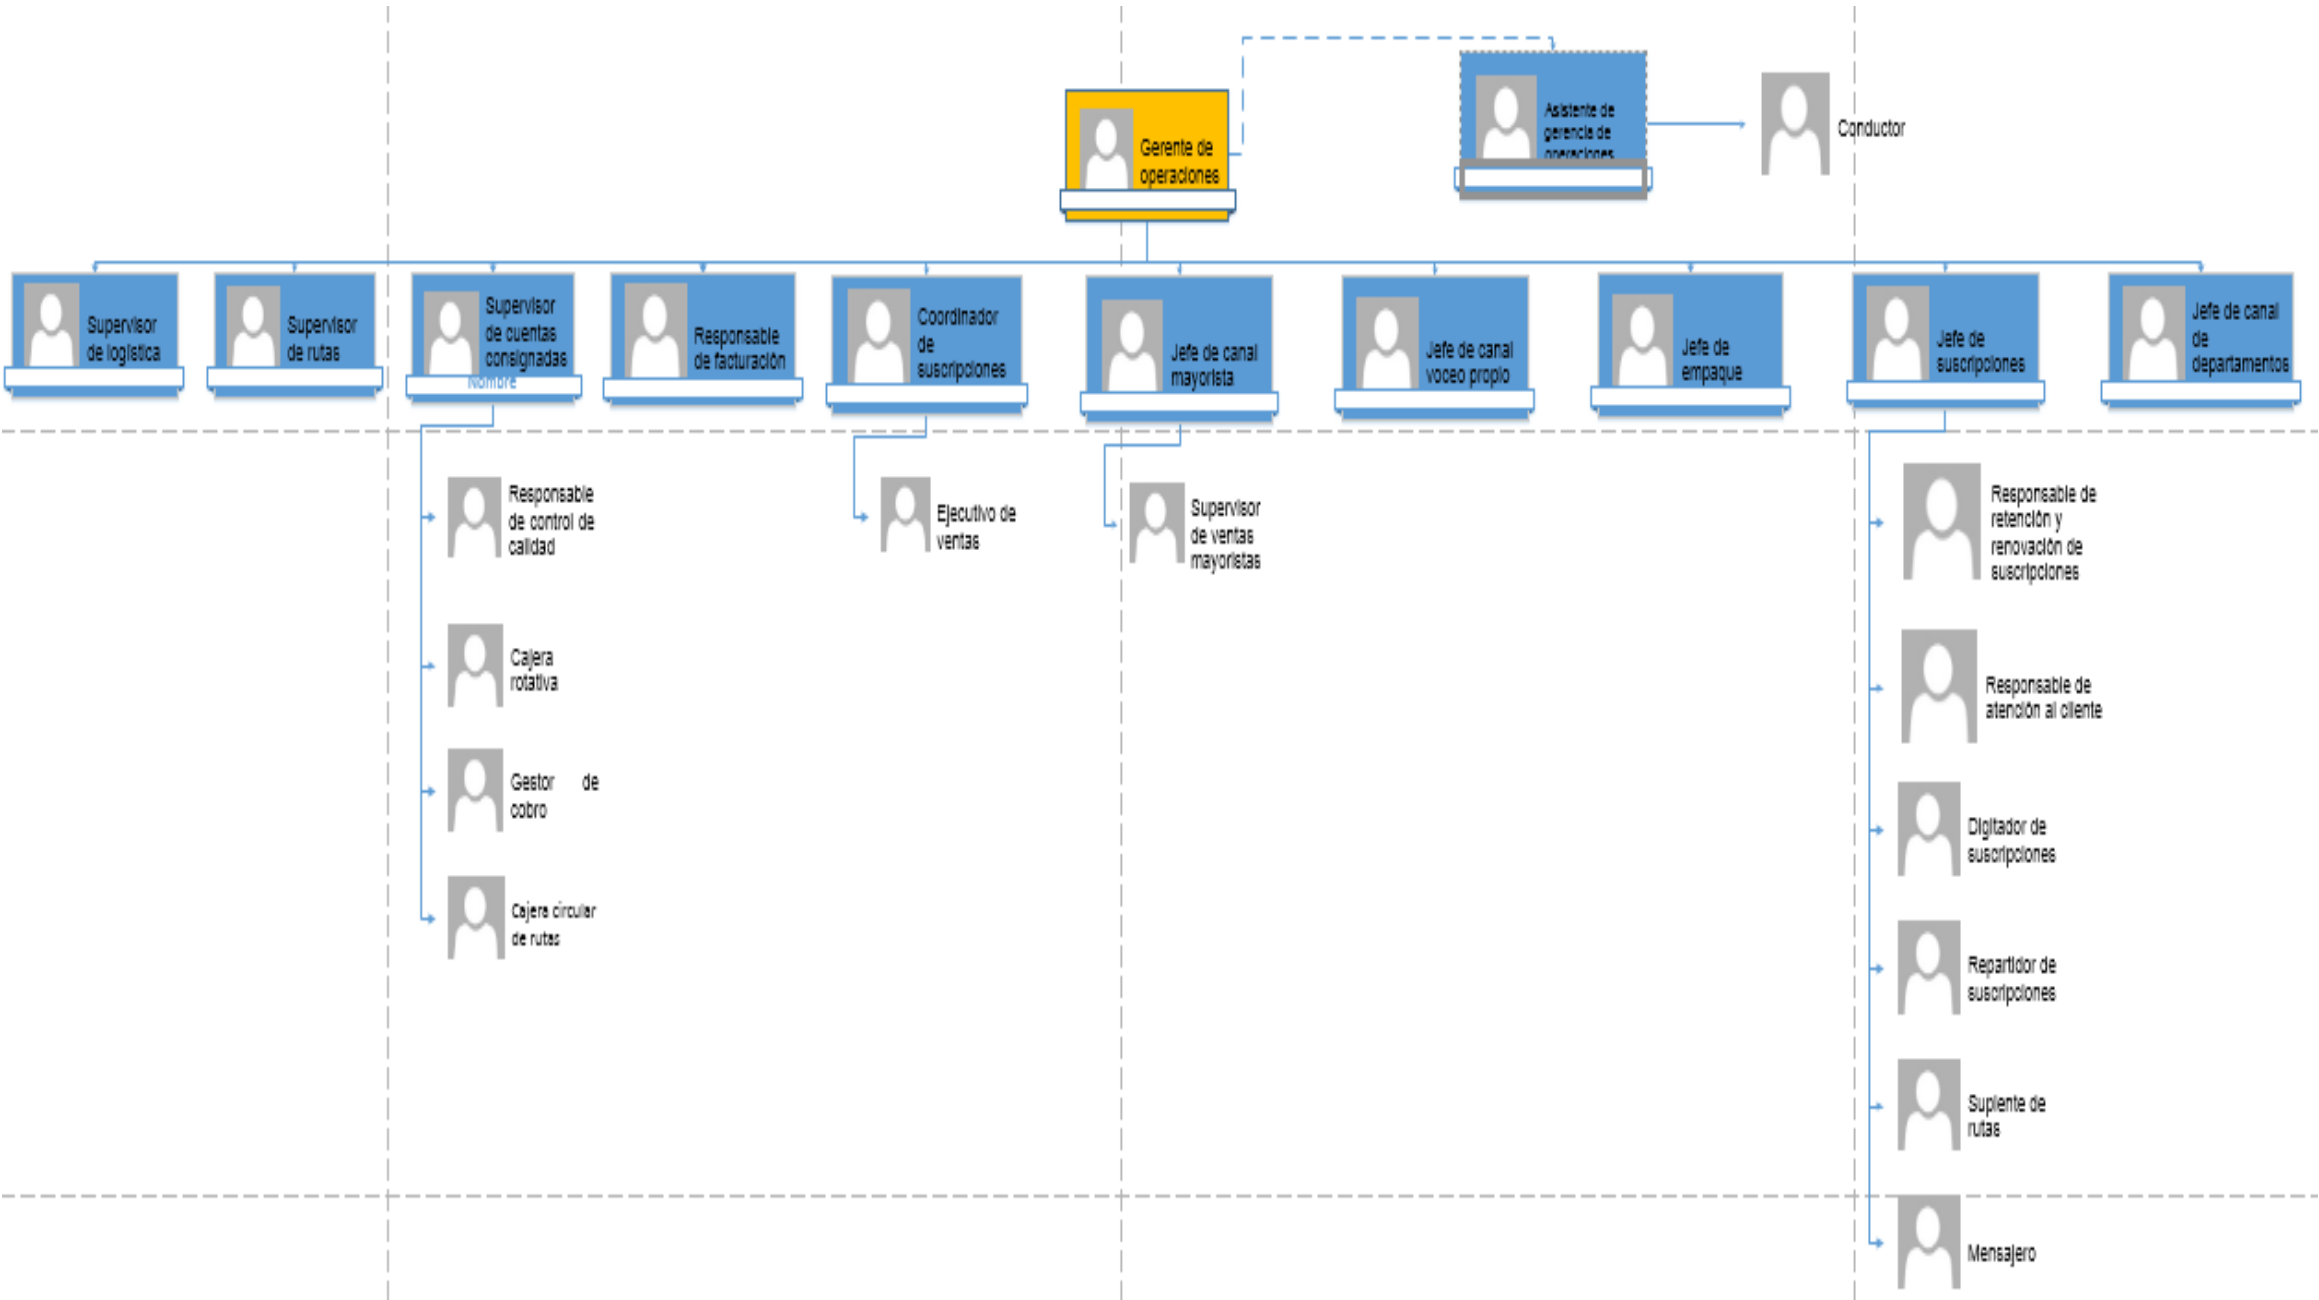 Asistente de
gerencia de
operaciones
Conductor
Gerente de
operaciones
Supervisor
de logística
Supervisor
de rutas
Supervisor
de cuentas
consignadas
Nombre
Responsable
de facturación
Coordinador
de
suscripciones
Jefe de canal
mayorista
Jefe de canal
voceo propio
Jefe de
empaque
Jefe de
suscripciones
Jefe de canal
de
departamentos
Responsable
de control de
calidad
Cajera
rotativa
Gestor de
cobro
Cajera circular
de rutas
Ejecutivo de
ventas
Supervisor
de ventas
mayoristas
Responsable de
retención y
renovación de
suscripciones
Responsable de
atención al cliente
Digitador de
suscripciones
Repartidor de
suscripciones
Suplente de
rutas
Mensajero